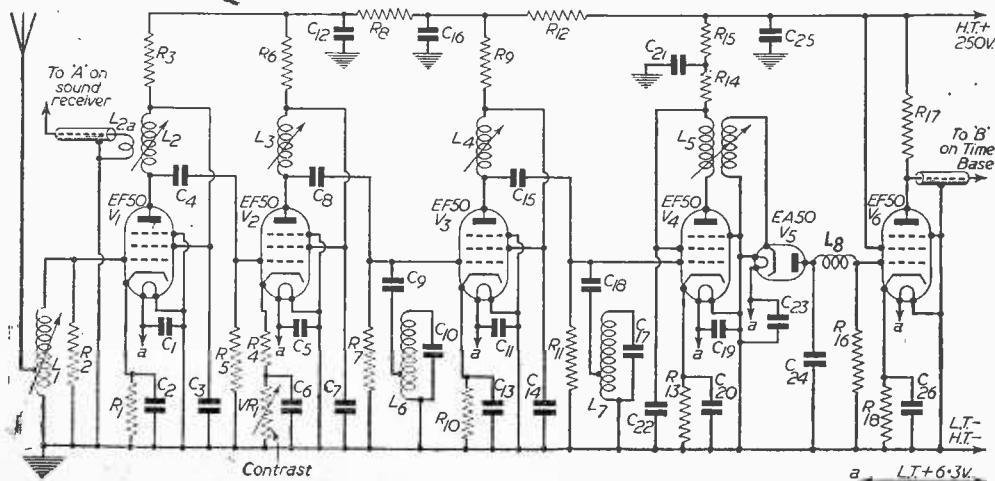 C12
R8
C16
R12
R15
C25
H.T.+
250V.
R3
R6
R9
C21
R14
R17
To 'A' on
sound
receiver
L2a
L2
L3
L4
L5
To 'B'
on Time
Base
C4
C8
C15
EF50
V1
EF50
V2
EF50
V3
EF50
V4
EA50
V5
L8
EF50
V6
L1
R2
a
C1
R5
R4
a
C5
R7
C9
C10
L6
a
C11
R11
C18
C17
L7
a
C19
a
C23
C24
R16
a
R1
C2
C3
VR1
C6
C7
R10
C13
C14
C22
R13
C20
R18
C26
Contrast
L.T.-
H.T.-
a
L.T.+6·3v.